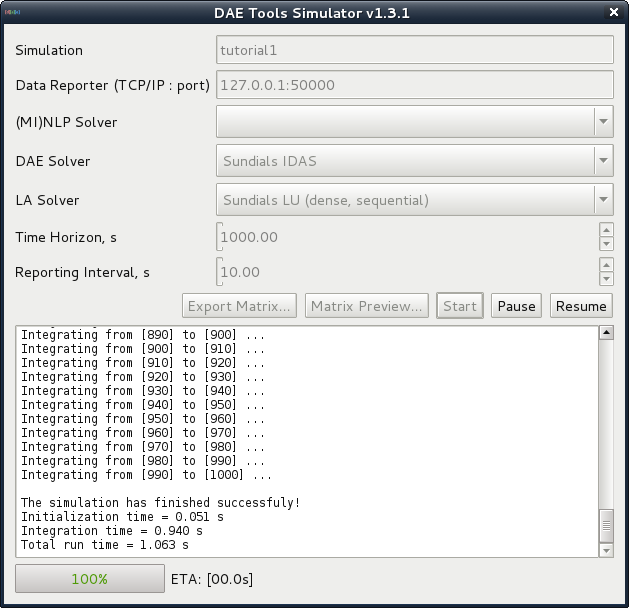 DAE Tools Simulator v1.3.1
Simulation tutorial1
Data Reporter (TCP/IP : port) 127.0.0.1:50000
(MI)NLP Solver
DAE Solver Sundials IDAS
LA Solver Sundials LU (dense, sequential)
Time Horizon, s 1000.00
Reporting Interval, s 10.00
Export Matrix... Matrix Preview... Start Pause Resume
Integrating from [890] to [900] ...
Integrating from [900] to [910] ...
Integrating from [910] to [920] ...
Integrating from [920] to [930] ...
Integrating from [930] to [940] ...
Integrating from [940] to [950] ...
Integrating from [950] to [960] ...
Integrating from [960] to [970] ...
Integrating from [970] to [980] ...
Integrating from [980] to [990] ...
Integrating from [990] to [1000] ...
The simulation has finished successfuly!
Initialization time = 0.051 s
Integration time = 0.940 s
Total run time = 1.063 s
100% ETA: [00.0s]